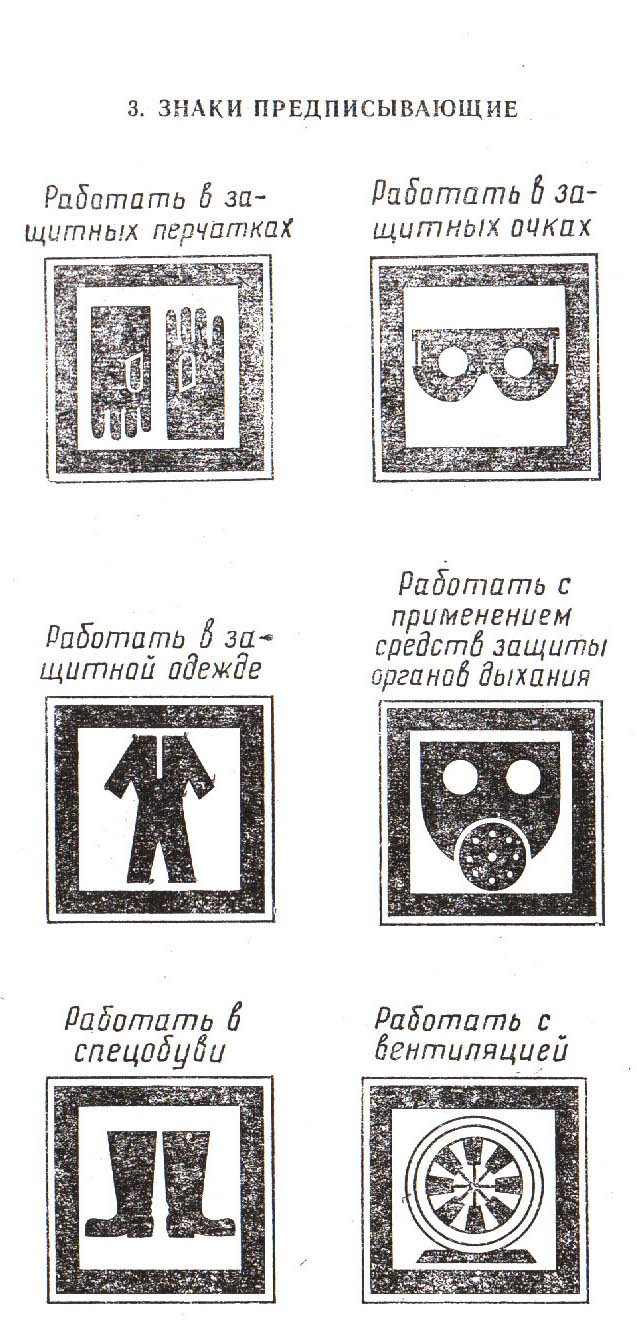 3. ЗНАКИ ПРЕДПИСЫВАЮЩИЕ
Работать в за-
щитных перчатках
Работать в за-
щитных очках
Работать в за-
щитной одежде
Работать с
применением
средств защиты
органов дыхания
Работать в
спецобуви
Работать с
вентиляцией